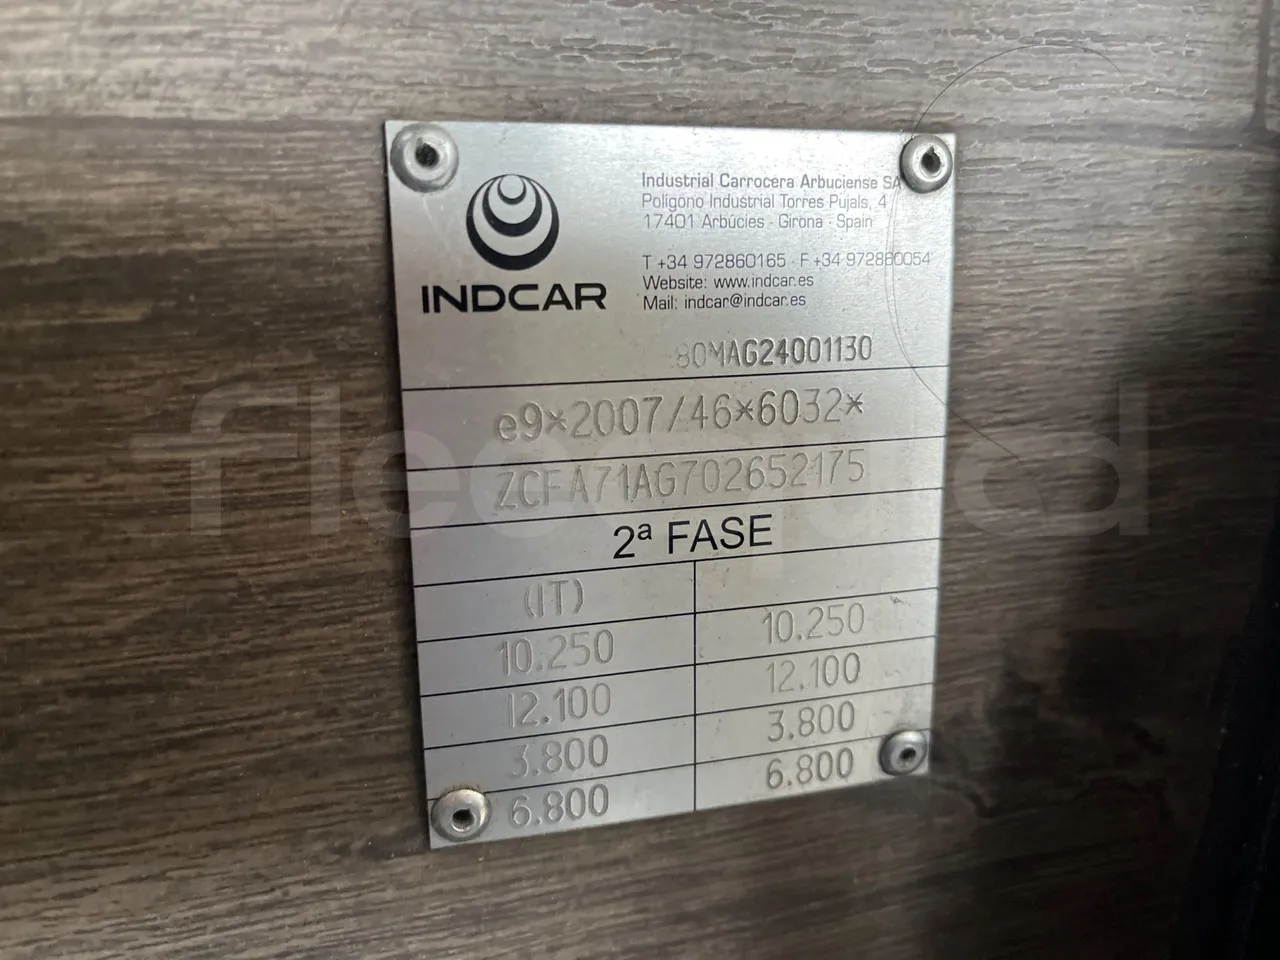 INDCAR
Industrial Carrocera Arbuciense SA
Polígono Industrial Torres Pujals, 4
17401 Arbúcies - Girona - Spain
T +34 972860165 - F +34 972860054
Website: www.indcar.es
Mail: indcar@indcar.es
80MAG24001130
e9*2007/46*6032*
ZCFA71AG702652175
2ª FASE
(IT)
10.250 10.250
12.100 12.100
3.800 3.800
6.800 6.800